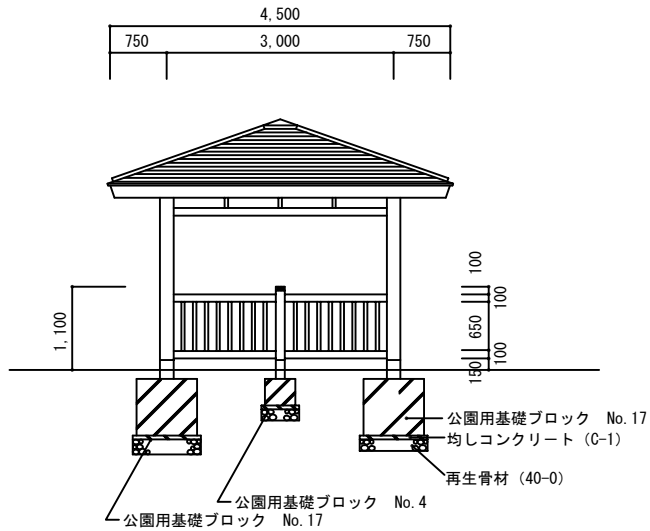 4,500
750 3,000 750
1,100
100
100
650
100
150
公園用基礎ブロック No.17
均しコンクリート（C-1）
再生骨材（40-0）
公園用基礎ブロック No.4
公園用基礎ブロック No.17